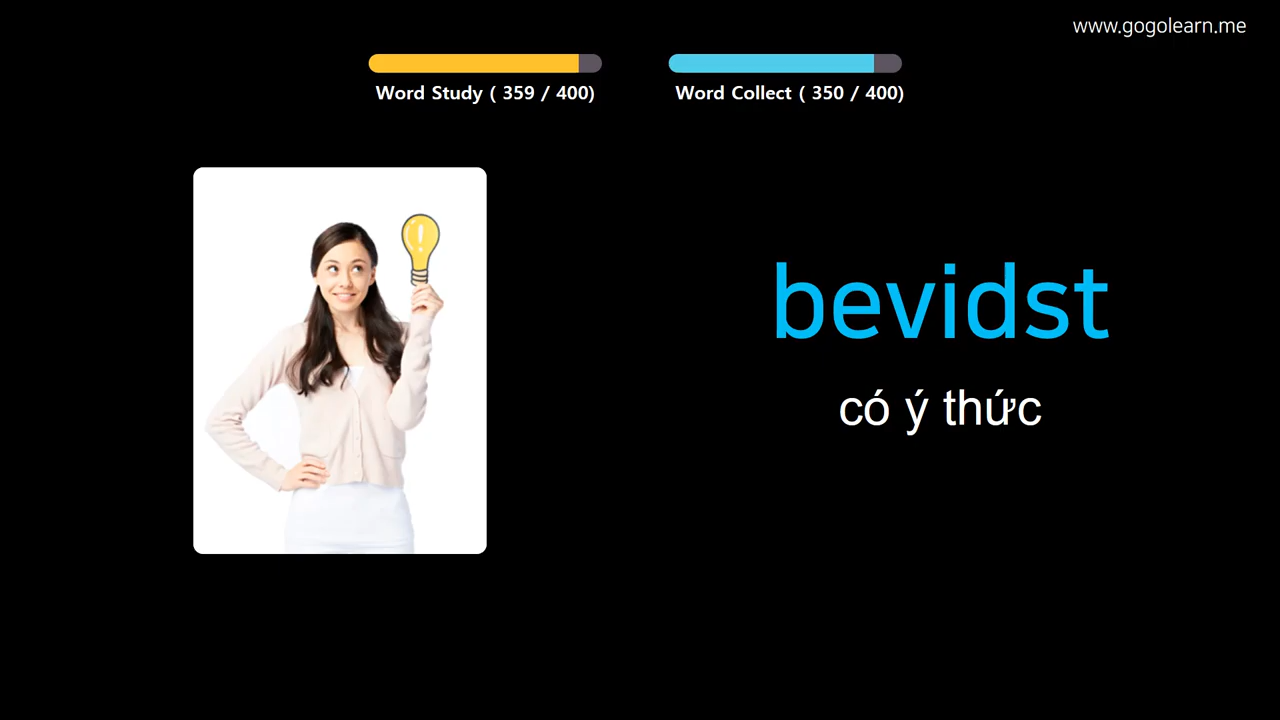 www.gogolearn.me
Word Study ( 359 / 400)
Word Collect ( 350 / 400)
bevidst
có ý thức